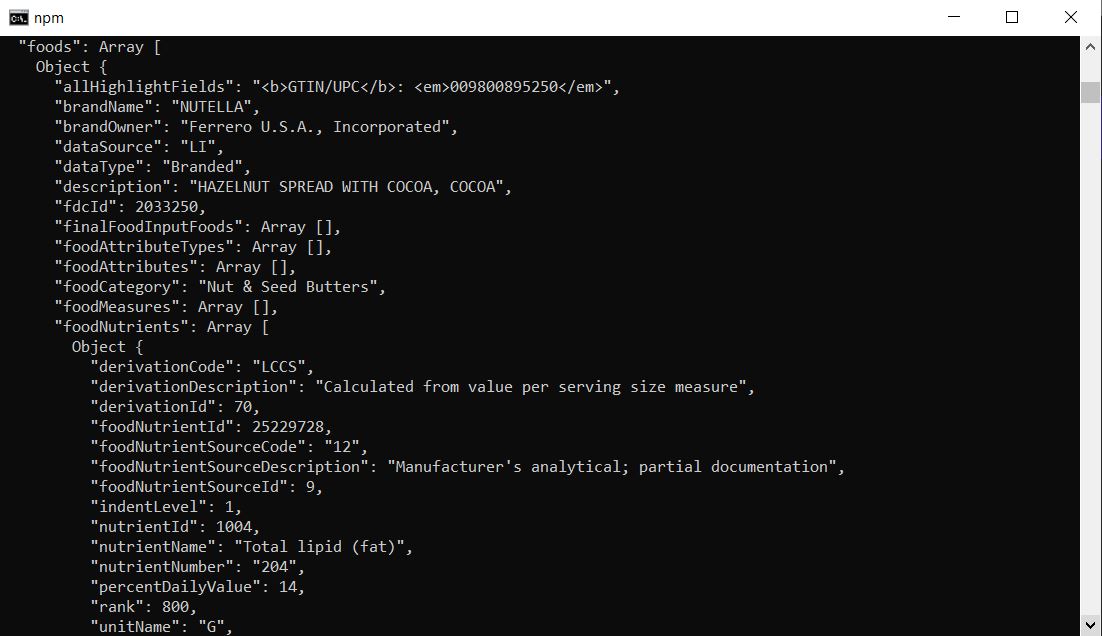 npm
"foods": Array [
Object {
"allHighlightFields": "<b>GTIN/UPC</b>: <em>009800895250</em>",
"brandName": "NUTELLA",
"brandOwner": "Ferrero U.S.A., Incorporated",
"dataSource": "LI",
"dataType": "Branded",
"description": "HAZELNUT SPREAD WITH COCOA, COCOA",
"fdcId": 2033250,
"finalFoodInputFoods": Array [],
"foodAttributeTypes": Array [],
"foodAttributes": Array [],
"foodCategory": "Nut & Seed Butters",
"foodMeasures": Array [],
"foodNutrients": Array [
Object {
"derivationCode": "LCCS",
"derivationDescription": "Calculated from value per serving size measure",
"derivationId": 70,
"foodNutrientId": 25229728,
"foodNutrientSourceCode": "12",
"foodNutrientSourceDescription": "Manufacturer's analytical; partial documentation",
"foodNutrientSourceId": 9,
"indentLevel": 1,
"nutrientId": 1004,
"nutrientName": "Total lipid (fat)",
"nutrientNumber": "204",
"percentDailyValue": 14,
"rank": 800,
"unitName": "G",